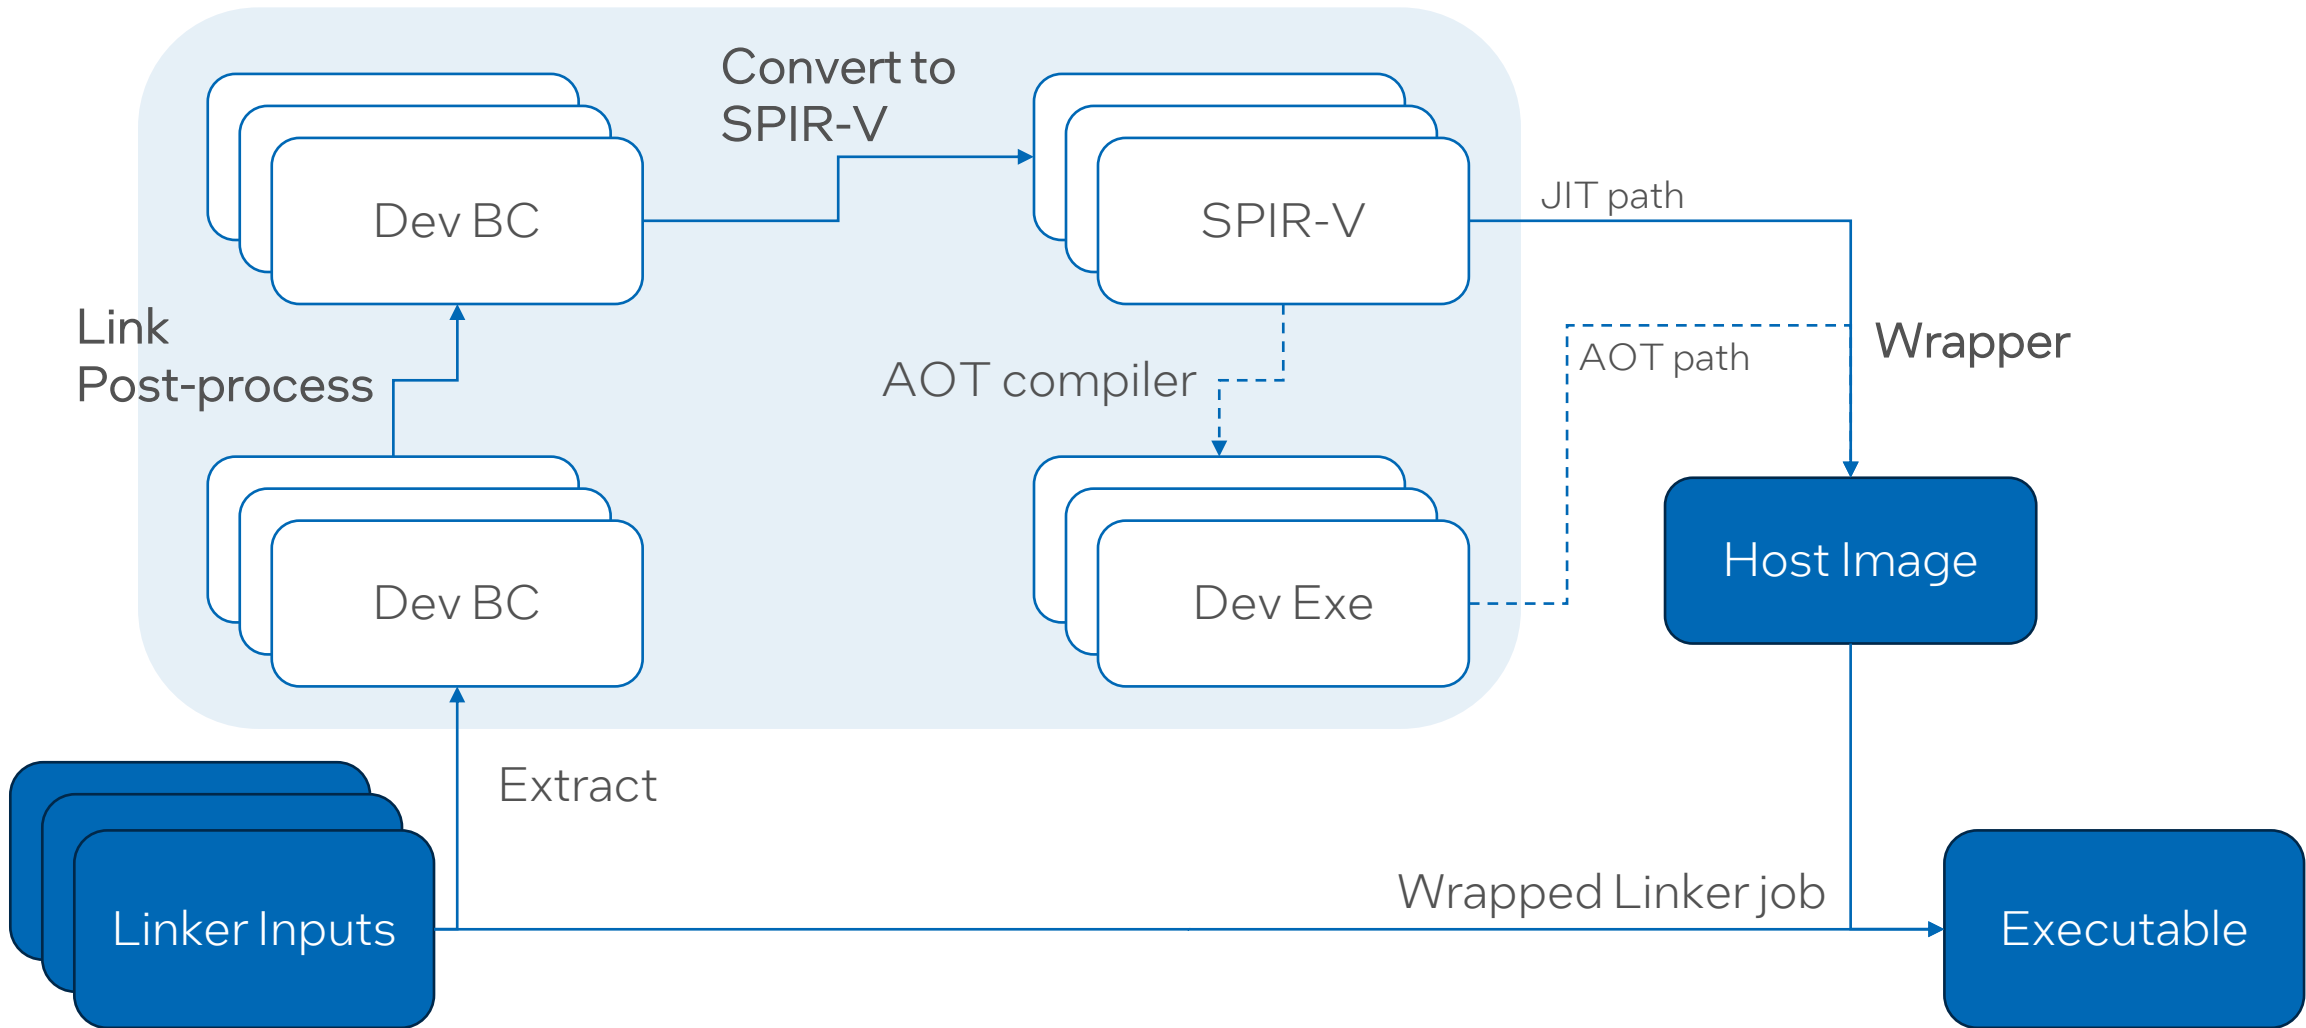 Convert to
SPIR-V
Dev BC
SPIR-V
JIT path
Link
Post-process
AOT compiler
AOT path
Wrapper
Dev BC
Dev Exe
Host Image
Extract
Linker Inputs
Wrapped Linker job
Executable